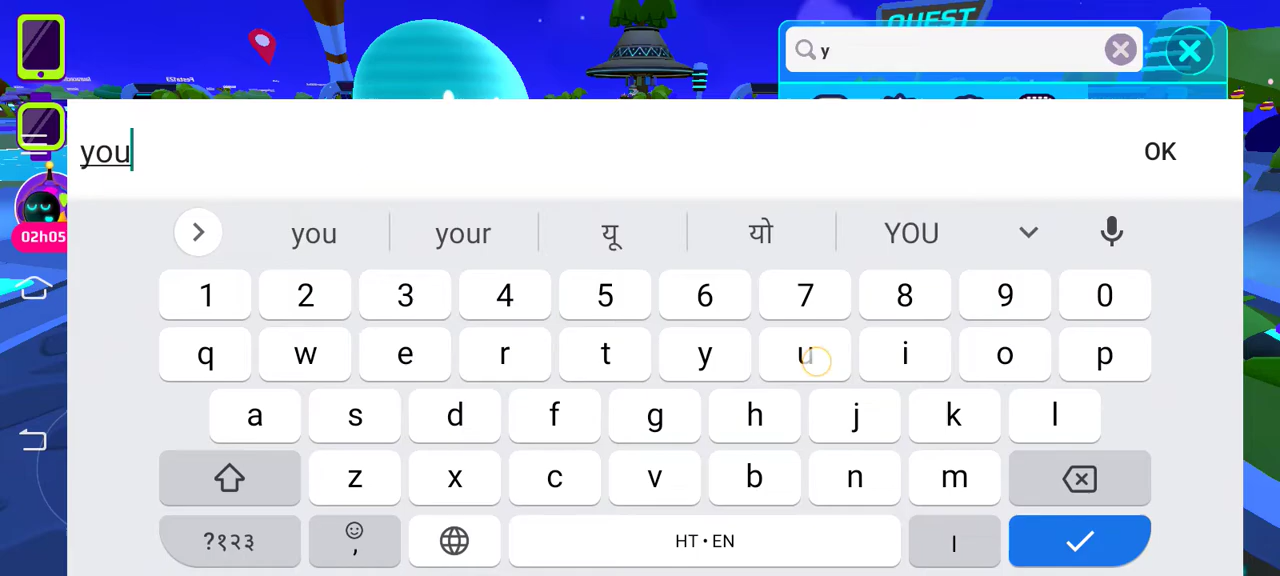 QUEST
y
you
OK
02h05
you your यू यो YOU
1 2 3 4 5 6 7 8 9 0
q w e r t y u i o p
a s d f g h j k l
z x c v b n m
?१२३ , HT • EN ।